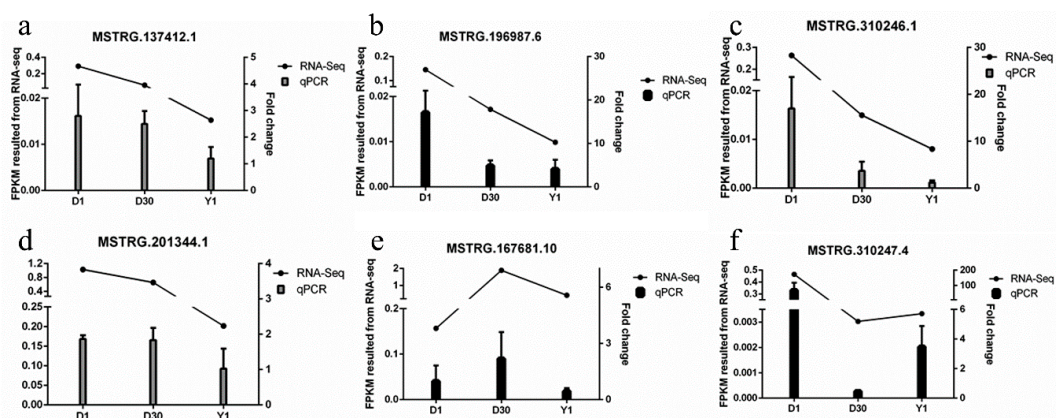 a
MSTRG.137412.1
FPKM resulted from RNA-seq
0.4
0.2
0.02
0.01
0.00
5
4
3
2
1
0
Fold change
RNA-Seq
qPCR
D1 D30 Y1
b
MSTRG.196987.6
FPKM resulted from RNA-seq
0.2
0.1
0.02
0.01
0.00
30
20
10
0
Fold change
RNA-Seq
qPCR
D1 D30 Y1
c
MSTRG.310246.1
FPKM resulted from RNA-seq
0.3
0.2
0.1
0.02
0.01
0.00
30
20
10
0
Fold change
RNA-Seq
qPCR
D1 D30 Y1
d
MSTRG.201344.1
FPKM resulted from RNA-seq
1.2
0.8
0.4
0.25
0.20
0.15
0.10
0.05
0.00
4
3
2
1
0
Fold change
RNA-Seq
qPCR
D1 D30 Y1
e
MSTRG.167681.10
FPKM resulted from RNA-seq
2
1
0.2
0.1
0.0
6
3
0
Fold change
RNA-Seq
qPCR
D1 D30 Y1
f
MSTRG.310247.4
FPKM resulted from RNA-seq
0.5
0.4
0.3
0.003
0.002
0.001
0.000
200
100
6
4
2
0
Fold change
RNA-Seq
qPCR
D1 D30 Y1